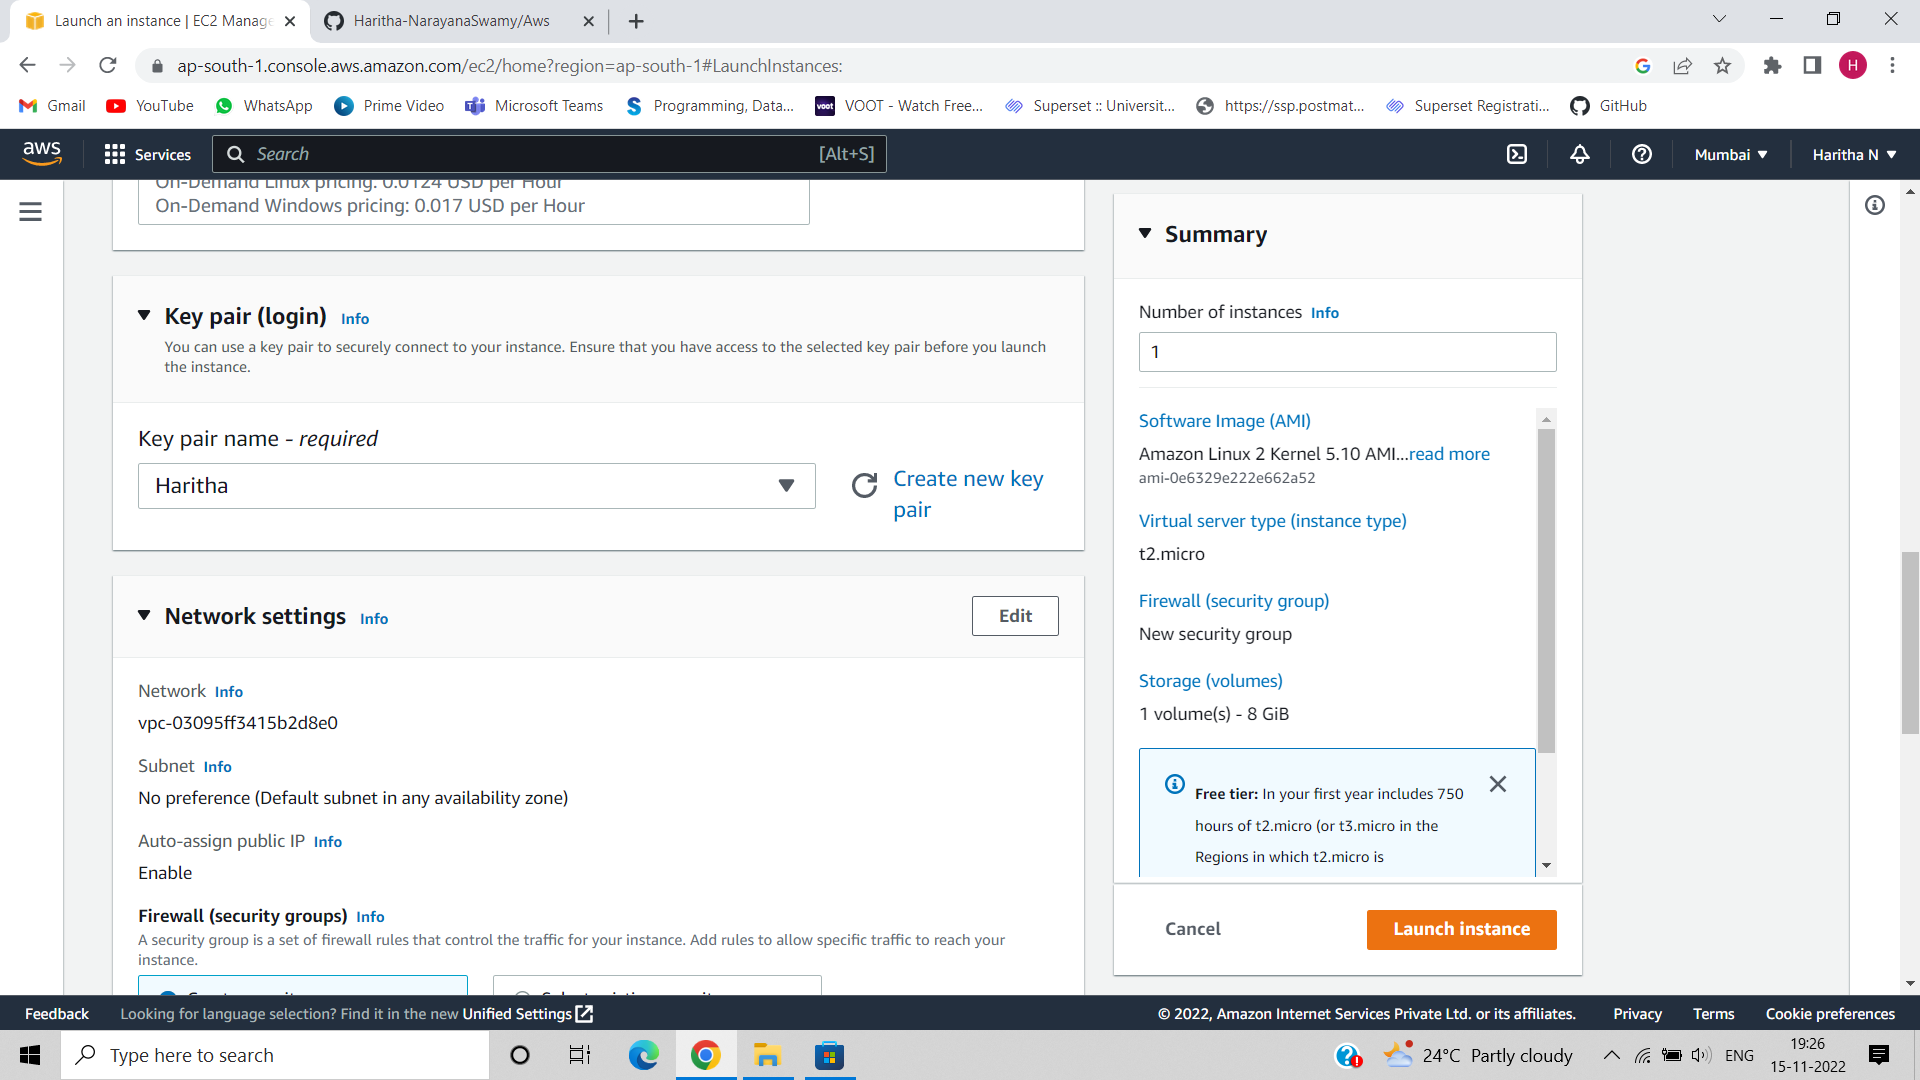 Launch an instance | EC2 Manage
Haritha-NarayanaSwamy/Aws
ap-south-1.console.aws.amazon.com/ec2/home?region=ap-south-1#LaunchInstances:
H
Gmail
YouTube
WhatsApp
Prime Video
Microsoft Teams
Programming, Data...
voot
VOOT - Watch Free...
Superset :: Universit...
https://ssp.postmat...
Superset Registrati...
GitHub
aws
Services
Search
[Alt+S]
Mumbai
Haritha N
On-Demand Linux pricing: 0.0124 USD per Hour
On-Demand Windows pricing: 0.017 USD per Hour
Key pair (login) Info
You can use a key pair to securely connect to your instance. Ensure that you have access to the selected key pair before you launch
the instance.
Key pair name - required
Haritha
Create new key
pair
Network settings Info
Edit
Network Info
vpc-03095ff3415b2d8e0
Subnet Info
No preference (Default subnet in any availability zone)
Auto-assign public IP Info
Enable
Firewall (security groups) Info
A security group is a set of firewall rules that control the traffic for your instance. Add rules to allow specific traffic to reach your
instance.
Summary
Number of instances Info
1
Software Image (AMI)
Amazon Linux 2 Kernel 5.10 AMI...read more
ami-0e6329e222e662a52
Virtual server type (instance type)
t2.micro
Firewall (security group)
New security group
Storage (volumes)
1 volume(s) - 8 GiB
Free tier: In your first year includes 750
hours of t2.micro (or t3.micro in the
Regions in which t2.micro is
Cancel
Launch instance
Feedback
Looking for language selection? Find it in the new Unified Settings
© 2022, Amazon Internet Services Private Ltd. or its affiliates.
Privacy
Terms
Cookie preferences
Type here to search
24°C Partly cloudy
ENG
19:26
15-11-2022